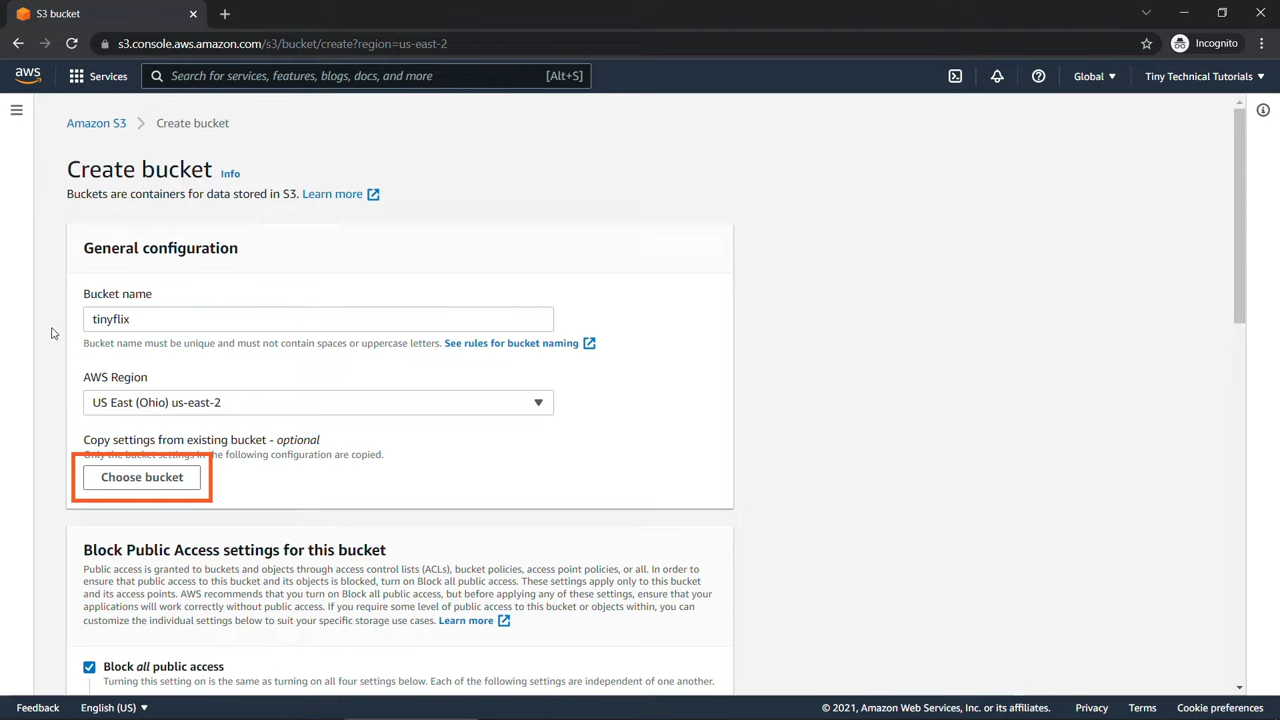 S3 bucket
s3.console.aws.amazon.com/s3/bucket/create?region=us-east-2
Incognito
aws
Services
Search for services, features, blogs, docs, and more
[Alt+S]
Global
Tiny Technical Tutorials
Amazon S3 > Create bucket
Create bucket Info
Buckets are containers for data stored in S3. Learn more
General configuration
Bucket name
tinyflix
Bucket name must be unique and must not contain spaces or uppercase letters. See rules for bucket naming
AWS Region
US East (Ohio) us-east-2
Copy settings from existing bucket - optional
Only the bucket settings in the following configuration are copied.
Choose bucket
Block Public Access settings for this bucket
Public access is granted to buckets and objects through access control lists (ACLs), bucket policies, access point policies, or all. In order to
ensure that public access to this bucket and its objects is blocked, turn on Block all public access. These settings apply only to this bucket
and its access points. AWS recommends that you turn on Block all public access, but before applying any of these settings, ensure that your
applications will work correctly without public access. If you require some level of public access to this bucket or objects within, you can
customize the individual settings below to suit your specific storage use cases. Learn more
Block all public access
Turning this setting on is the same as turning on all four settings below. Each of the following settings are independent of one another.
Feedback
English (US)
© 2021, Amazon Web Services, Inc. or its affiliates.
Privacy
Terms
Cookie preferences